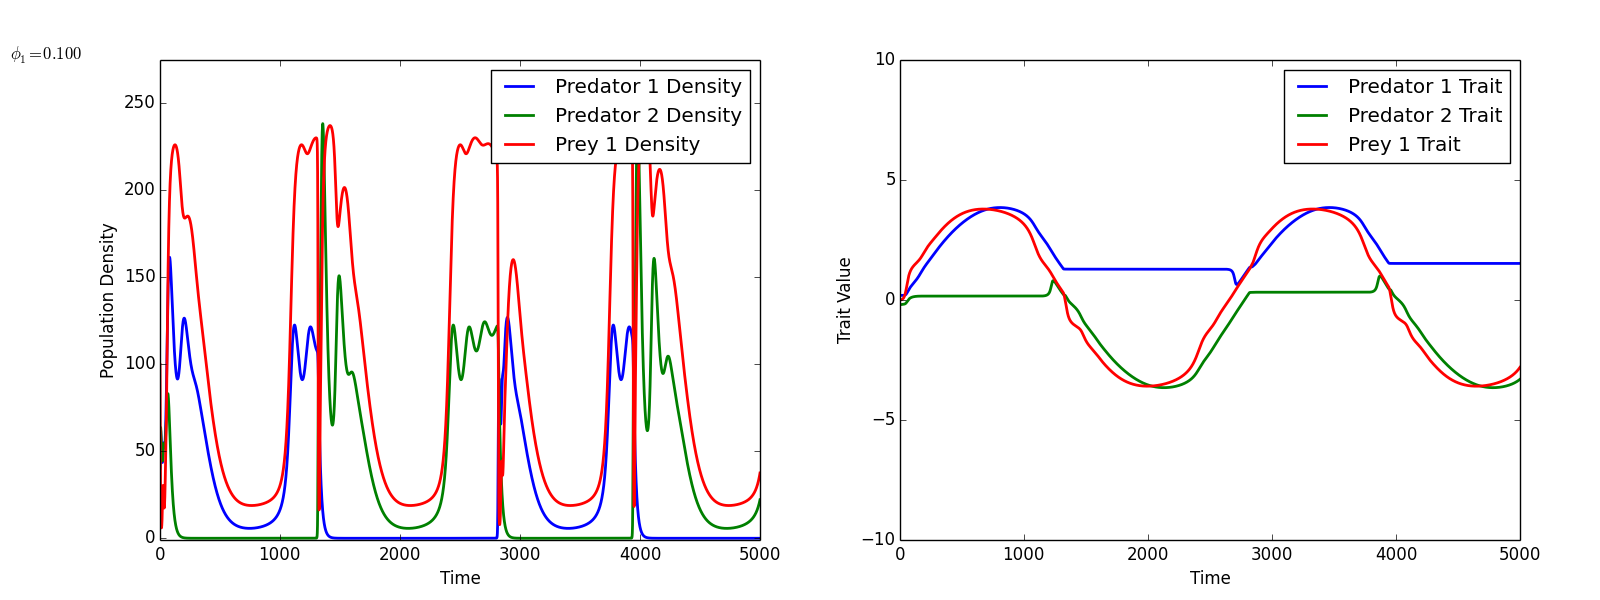 ϕ₁=0.100
Population Density
250
200
150
100
50
0
0 1000 2000 3000 4000 5000
Time
Predator 1 Density
Predator 2 Density
Prey 1 Density
Trait Value
10
5
0
−5
−10
0 1000 2000 3000 4000 5000
Time
Predator 1 Trait
Predator 2 Trait
Prey 1 Trait